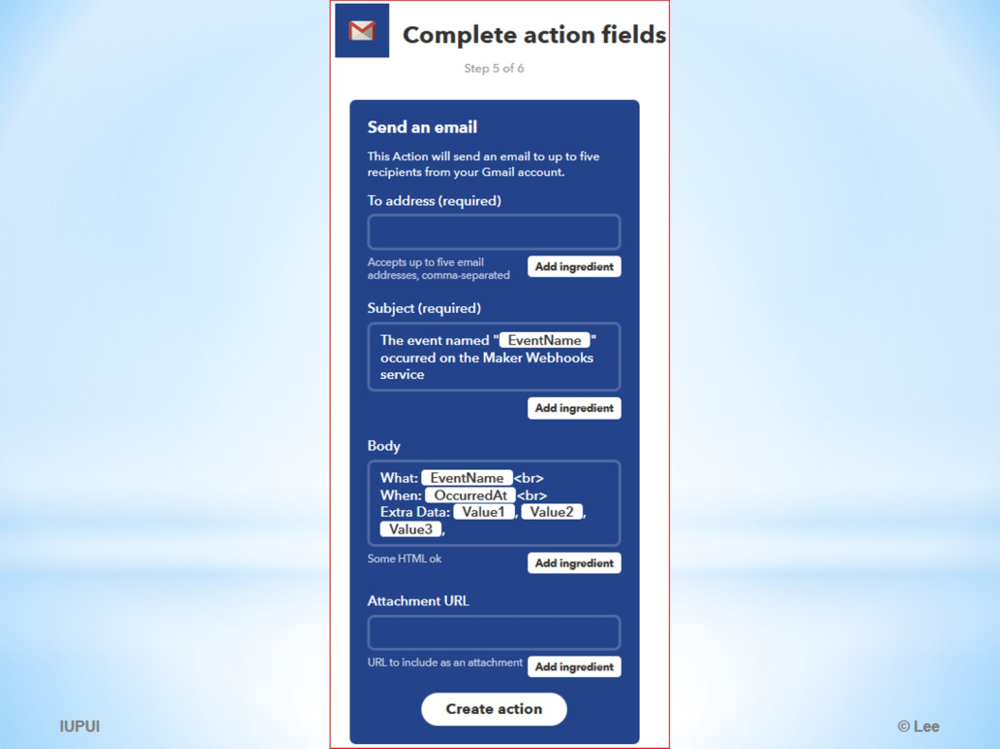 Complete action fields
Step 5 of 6
Send an email
This Action will send an email to up to five
recipients from your Gmail account.
To address (required)
Accepts up to five email
addresses, comma-separated
Add ingredient
Subject (required)
The event named "EventName"
occurred on the Maker Webhooks
service
Add ingredient
Body
What: EventName <br>
When: OccurredAt <br>
Extra Data: Value1, Value2,
Value3,
Some HTML ok
Add ingredient
Attachment URL
URL to include as an attachment
Add ingredient
Create action
IUPUI
© Lee